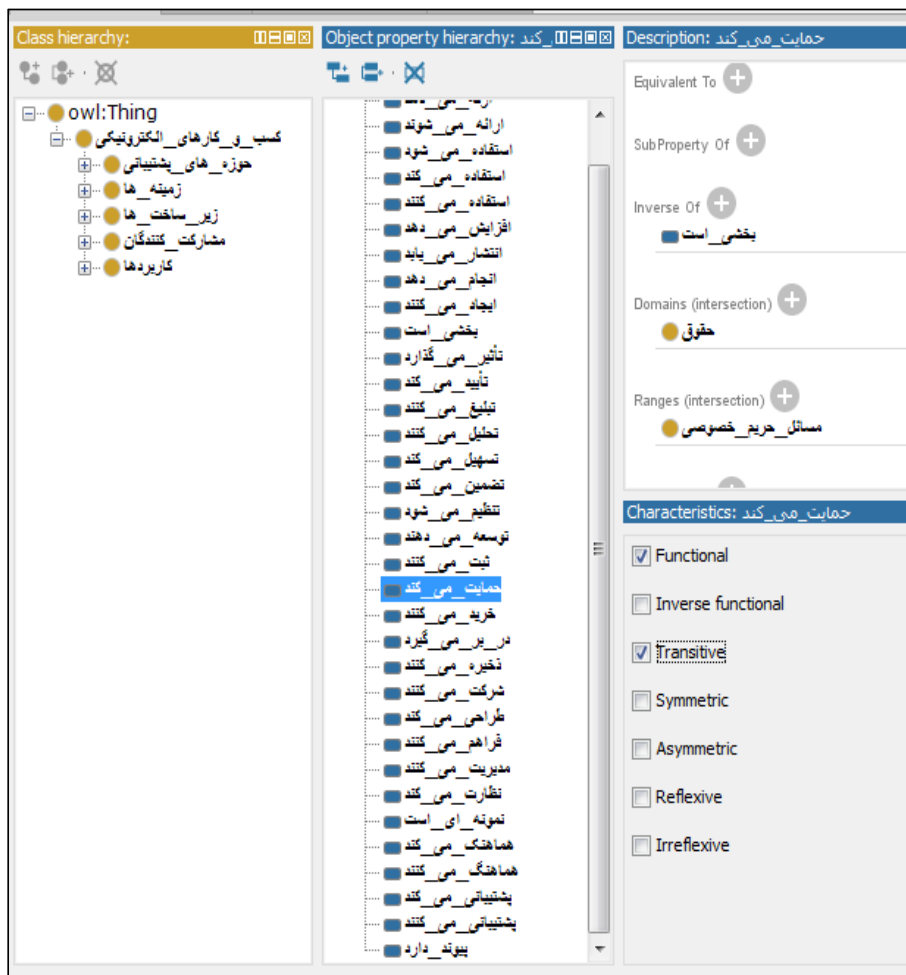 Class hierarchy:
owl:Thing
کسب_و_کارهای_الکترونیکی
حوزه_های_پشتیبانی
زمینه_ها
زیر_ساخت_ها
مشارکت_کنندگان
کاربردها
Object property hierarchy: حمایت_می_کند
ارائه_می_دهد
ارائه_می_شوند
استفاده_می_شود
استفاده_می_کند
استفاده_می_کنند
افزایش_می_دهد
انتشار_می_یابد
انجام_می_دهد
ایجاد_می_کنند
بخشی_است
تأثیر_می_گذارد
تأیید_می_کند
تبلیغ_می_کنند
تحلیل_می_کنند
تسهیل_می_کند
تضمین_می_کند
تنظیم_می_شود
توسعه_می_دهند
ثبت_می_کنند
حمایت_می_کند
خرید_می_کنند
در_بر_می_گیرد
ذخیره_می_کنند
شرکت_می_کنند
طراحی_می_کند
فراهم_می_کنند
مدیریت_می_کنند
نظارت_می_کند
نمونه_ای_است
هماهنگ_می_کند
هماهنگ_می_کنند
پشتیبانی_می_کند
پشتیبانی_می_کنند
پیوند_دارد
Description: حمایت_می_کند
Equivalent To
SubProperty Of
Inverse Of
بخشی_است
Domains (intersection)
حقوق
Ranges (intersection)
مسائل_حریم_خصوصی
Characteristics: حمایت_می_کند
Functional
Inverse functional
Transitive
Symmetric
Asymmetric
Reflexive
Irreflexive